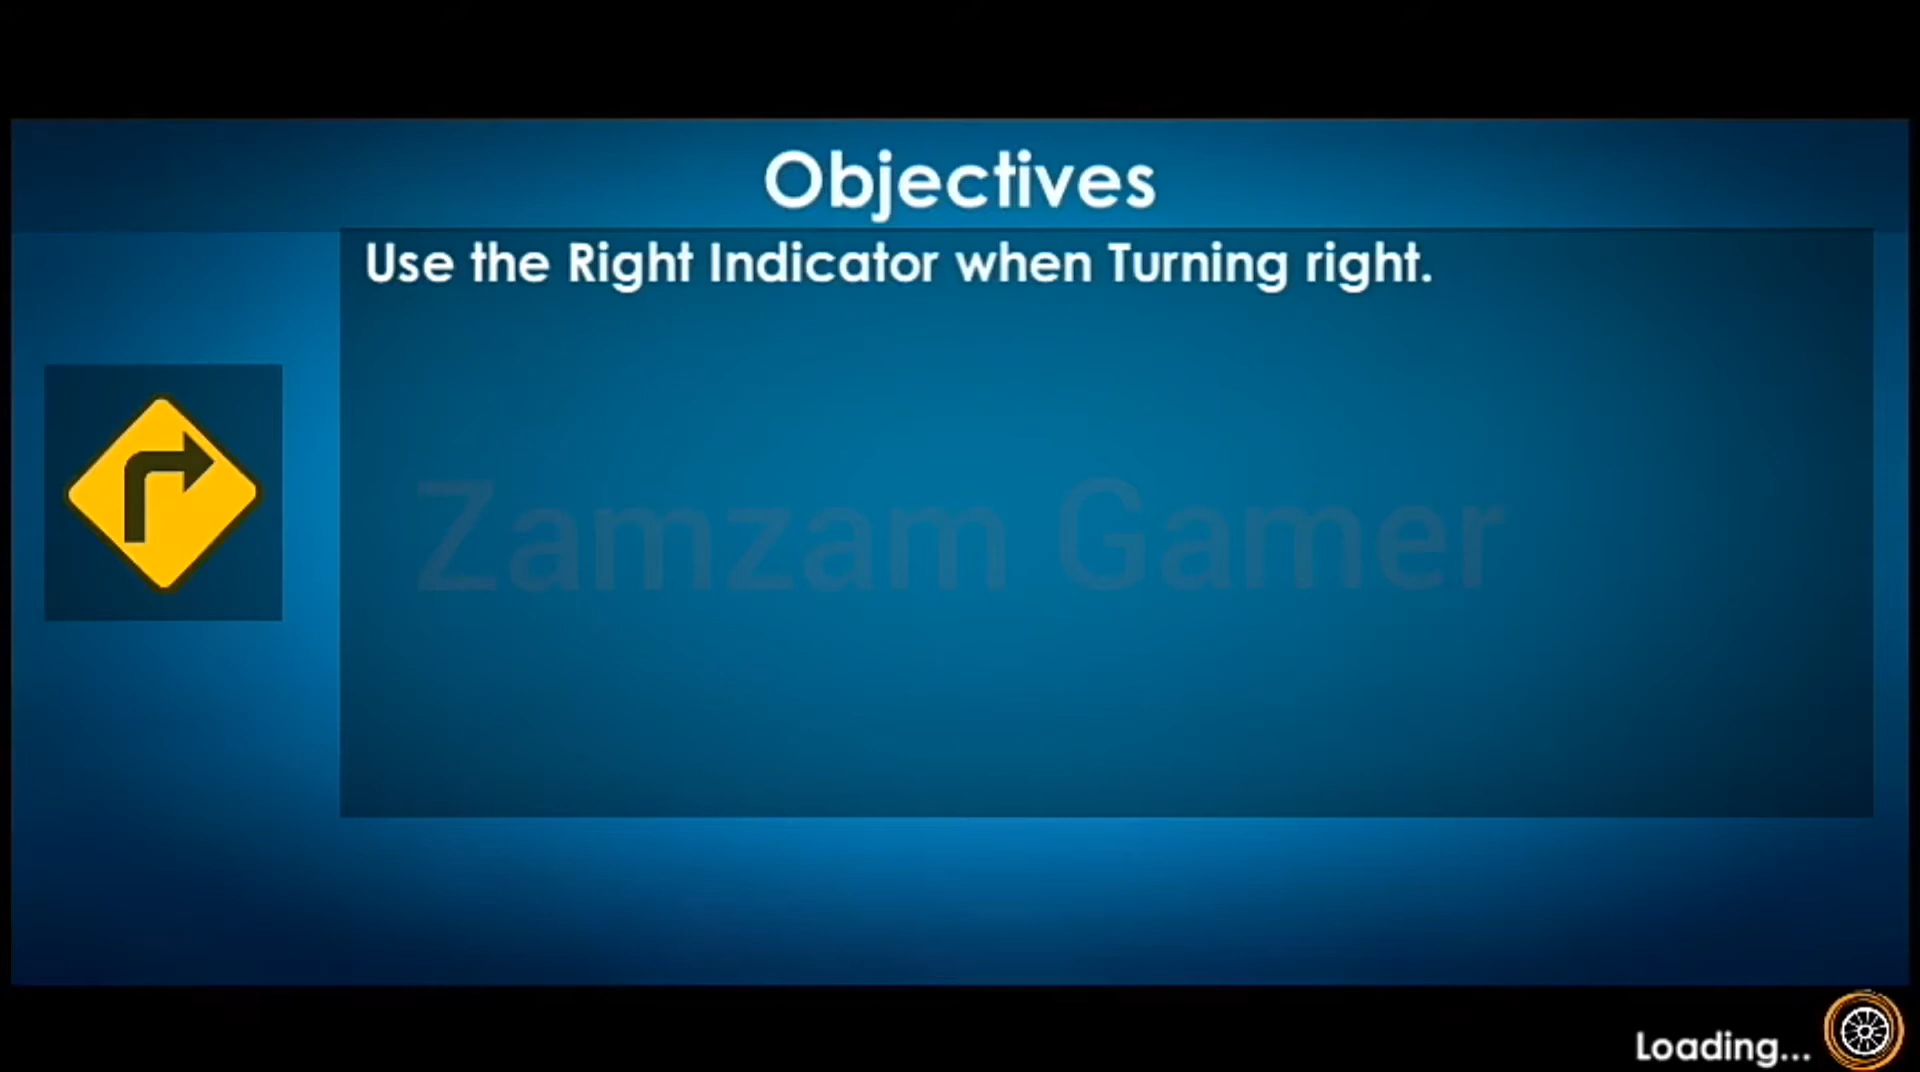 Objectives
Use the Right Indicator when Turning right.
Zamzam Gamer
Loading...